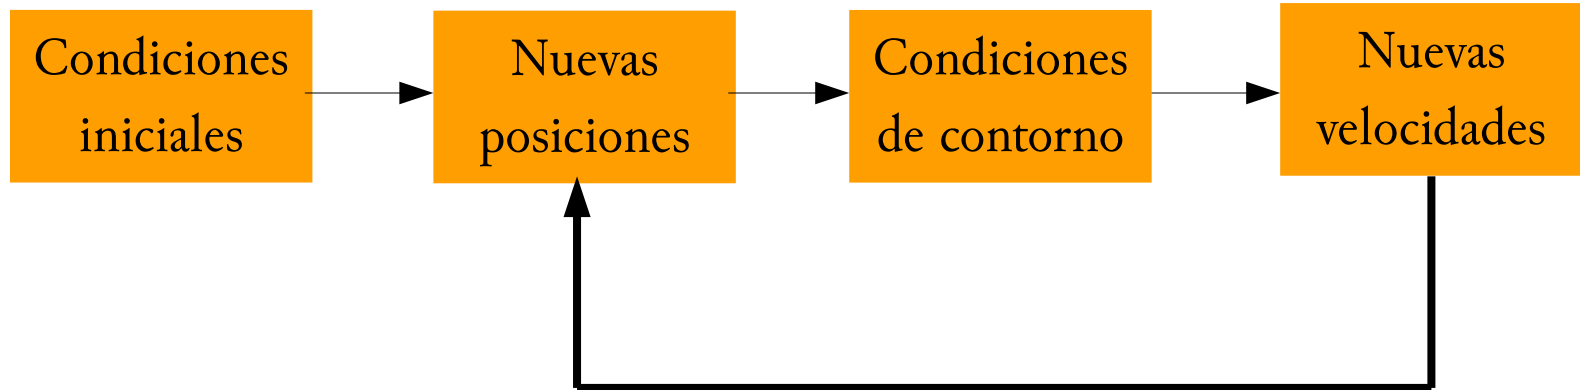 Condiciones
iniciales
Nuevas
posiciones
Condiciones
de contorno
Nuevas
velocidades